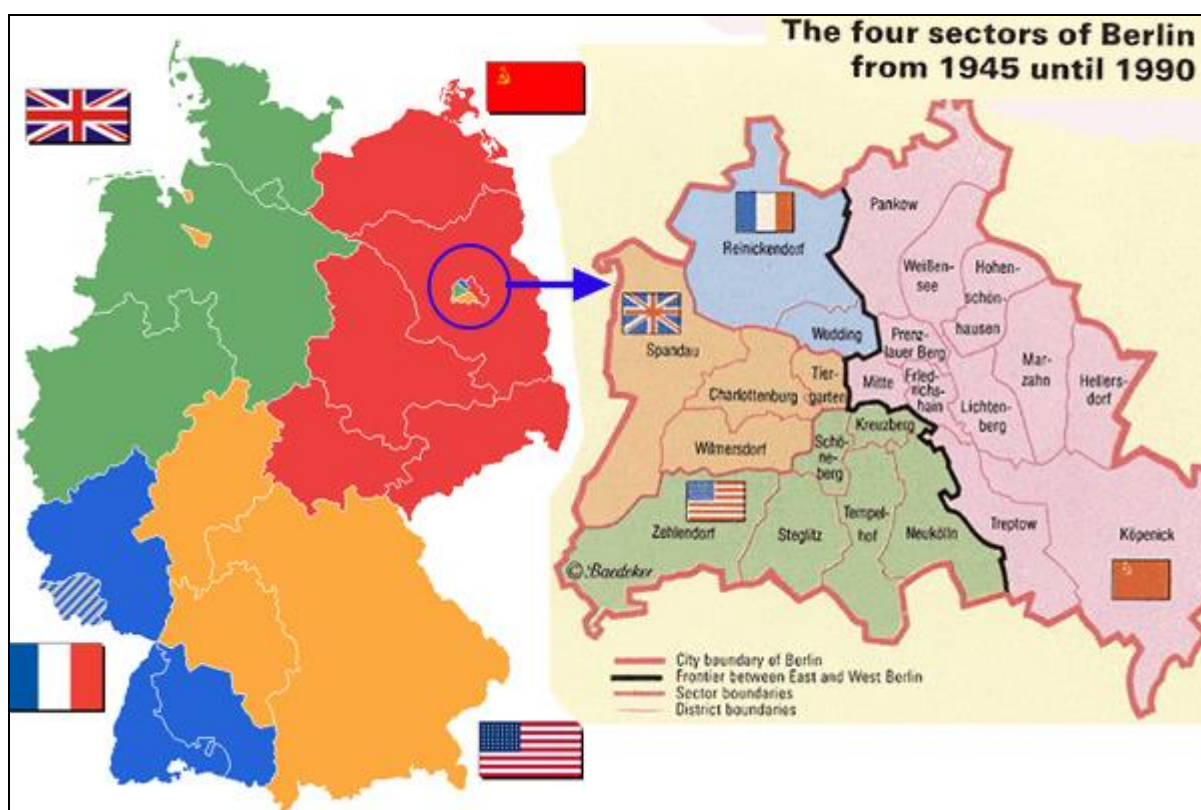 The four sectors of Berlin
from 1945 until 1990
Pankow
Reinickendorf
Weißen-
see
Hohen-
schön-
hausen
Wedding
Prenz-
lauer Berg
Spandau
Tier-
garten
Mitte
Fried-
richs-
hain
Mar-
zahn
Hellers-
dorf
Charlottenburg
Lichten-
berg
Kreuzberg
Wilmersdorf
Schö-
ne-
berg
Zehlendorf
Steglitz
Tempel-
hof
Neukölln
Treptow
Köpenick
© Baedeker
City boundary of Berlin
Frontier between East and West Berlin
Sector boundaries
District boundaries